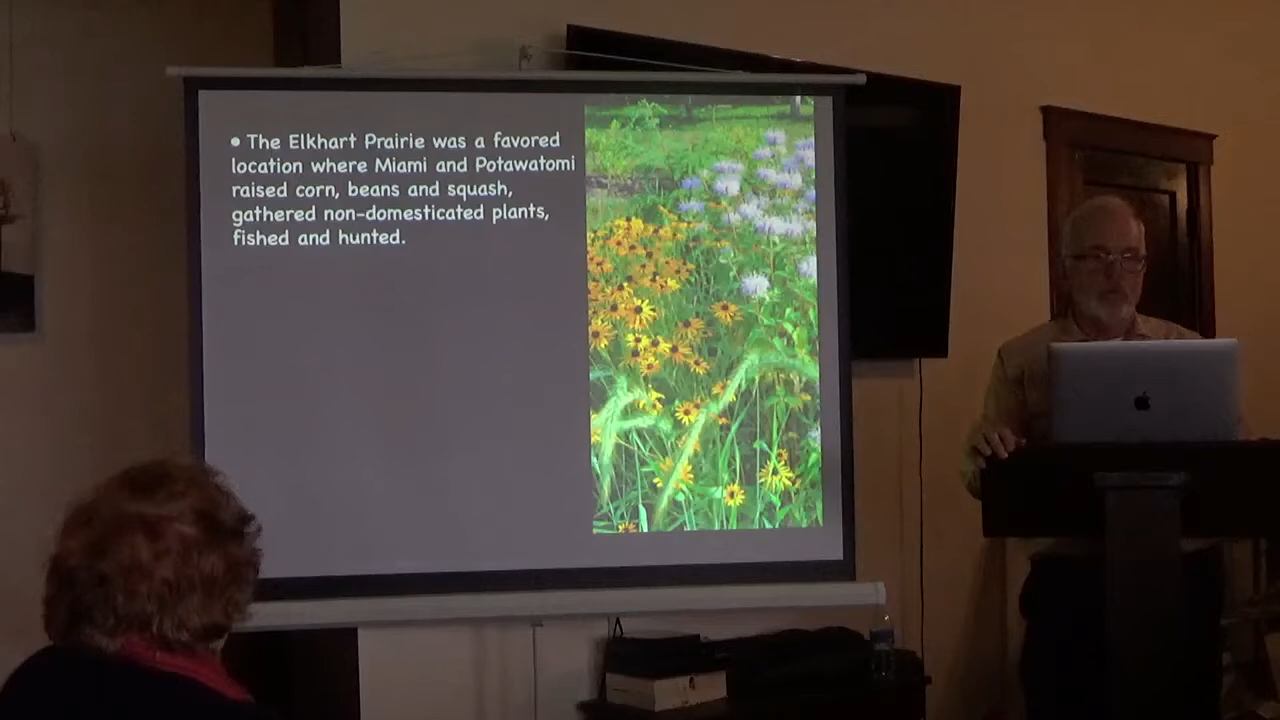 • The Elkhart Prairie was a favored
location where Miami and Potawatomi
raised corn, beans and squash,
gathered non-domesticated plants,
fished and hunted.